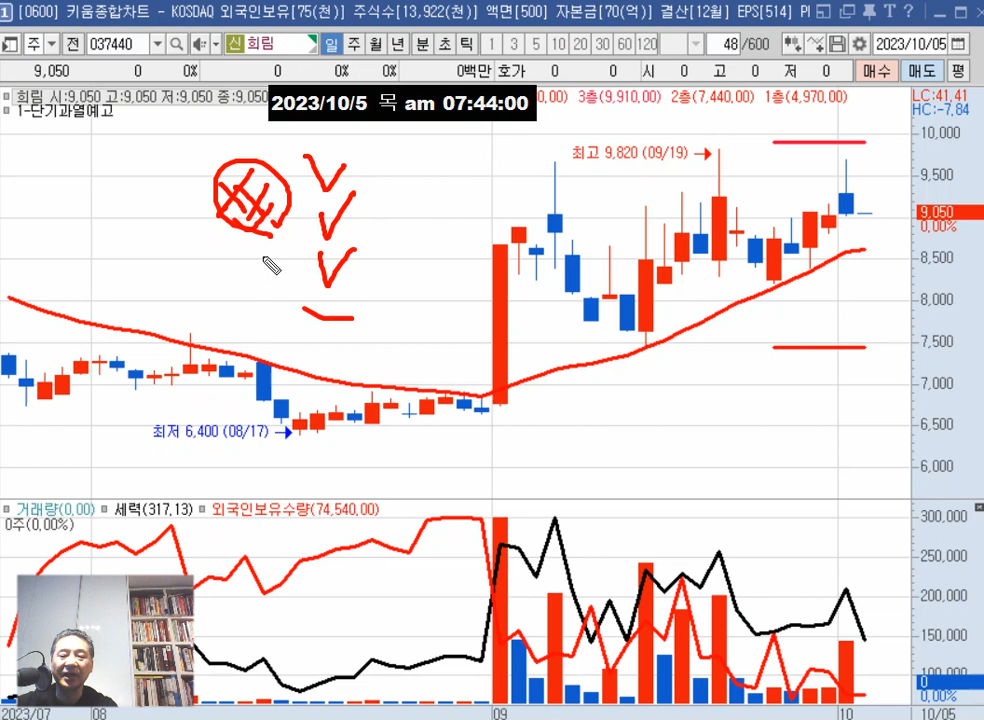 1 [0600] 키움종합차트 - KOSDAQ 외국인보유[75(천)] 주식수[13,922(천)] 액면[500] 자본금[70(억)] 결산[12월] EPS[514]
주 전 037440 신 희림 일 주 월 년 분 초 틱 1 3 5 10 20 30 60 120 48 /600 2023/10/05
9,050 0 0% 0 0% 0% 0백만 호가 0 0 시 0 고 0 저 0 매수 매도 평
희림 시:9,050 고:9,050 저:9,050 종:9,050 3층(9,910.00) 2층(7,440.00) 1층(4,970.00) LC:41.41
2023/10/5 목 am 07:44:00
1-단기과열예고 HC:-7.84
10,000
최고 9,820 (09/19)
9,500
9,050
0.00%
8,500
8,000
7,500
7,000
최저 6,400 (08/17)
6,500
6,000
거래량(0.00) 세력(317.13) 외국인보유수량(74,540.00)
0주(0.00%)
300,000
250,000
200,000
150,000
100,000
0
0.00%
2023/07 08 09 10 10/05